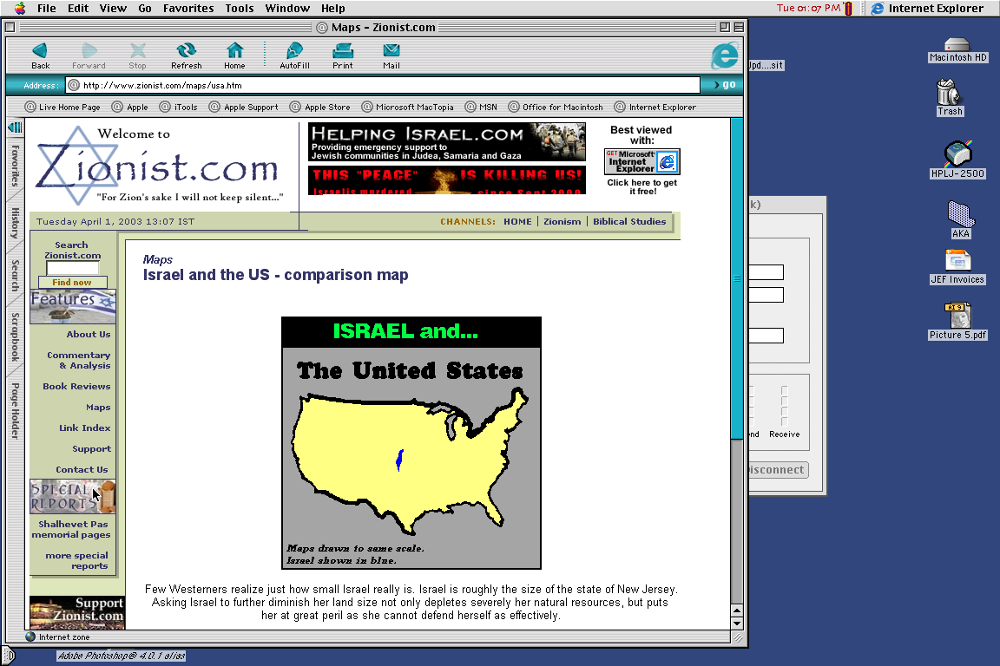 File Edit View Go Favorites Tools Window Help
Tue 01:07 PM
Internet Explorer
Maps - Zionist.com
Back Forward Stop Refresh Home AutoFill Print Mail
Address: http://www.zionist.com/maps/usa.htm
go
Live Home Page Apple iTools Apple Support Apple Store Microsoft MacTopia MSN Office for Macintosh Internet Explorer
Favorites
History
Search
Scrapbook
Page Holder
Welcome to
Zionist.com
"For Zion's sake I will not keep silent..."
HELPING ISRAEL.COM
Providing emergency support to
Jewish communities in Judea, Samaria and Gaza
THIS "PEACE" IS KILLING US!
Israelis murdered since Sept 2000
Best viewed
with:
GET Microsoft
Internet
Explorer
Click here to get
it free!
Tuesday April 1, 2003 13:07 IST
CHANNELS: HOME | Zionism | Biblical Studies
Search
Zionist.com
Find now
Features
About Us
Commentary
& Analysis
Book Reviews
Maps
Link Index
Support
Contact Us
SPECIAL
REPORTS
Shalhevet Pas
memorial pages
more special
reports
Support
Zionist.com
Maps
Israel and the US - comparison map
ISRAEL and...
The United States
Maps drawn to same scale.
Israel shown in blue.
Few Westerners realize just how small Israel really is. Israel is roughly the size of the state of New Jersey.
Asking Israel to further diminish her land size not only depletes severely her natural resources, but puts
her at great peril as she cannot defend herself as effectively.
Internet zone
Adobe Photoshop® 4.0.1 alias
pd....sit
k)
nd Receive
isconnect
Macintosh HD
Trash
HPLJ-2500
AKA
JEF Invoices
AI 9
Picture 5.pdf